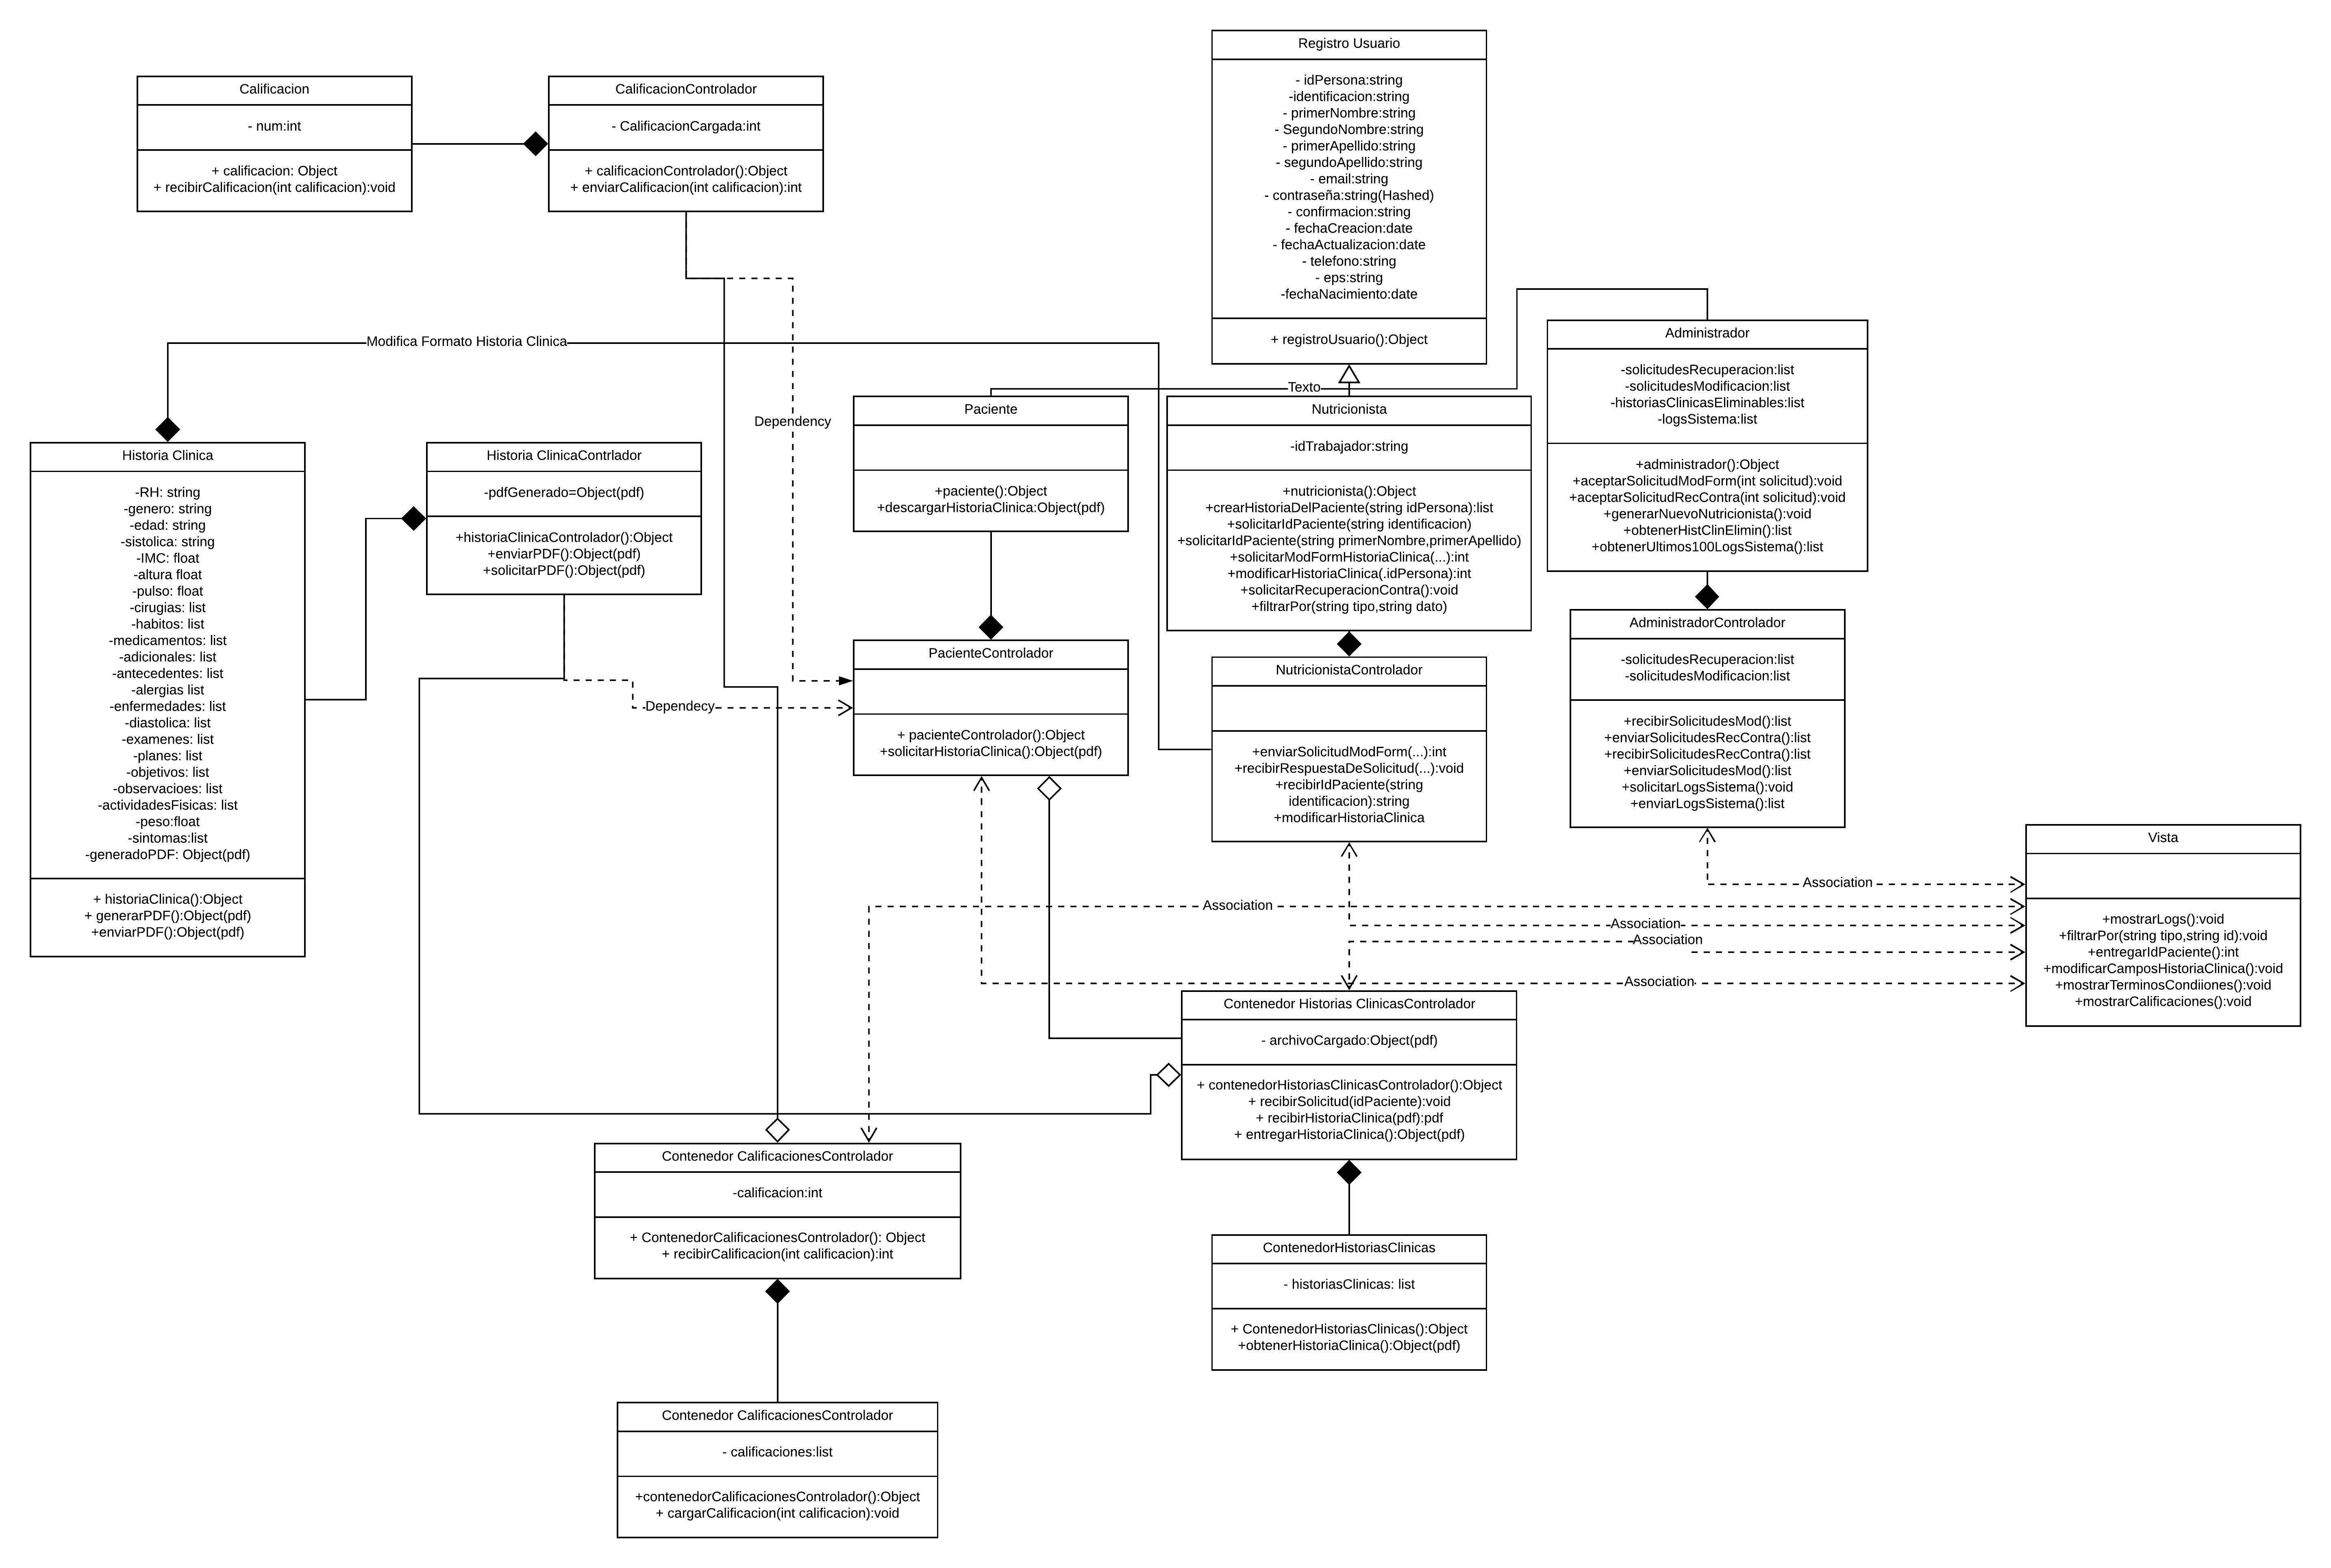 Registro Usuario
- idPersona:string
-identificacion:string
- primerNombre:string
- SegundoNombre:string
- primerApellido:string
- segundoApellido:string
- email:string
- contraseña:string(Hashed)
- confirmacion:string
- fechaCreacion:date
- fechaActualizacion:date
- telefono:string
- eps:string
-fechaNacimiento:date
+ registroUsuario():Object
Calificacion
- num:int
+ calificacion: Object
+ recibirCalificacion(int calificacion):void
CalificacionControlador
- CalificacionCargada:int
+ calificacionControlador():Object
+ enviarCalificacion(int calificacion):int
Modifica Formato Historia Clinica
Texto
Dependency
Administrador
-solicitudesRecuperacion:list
-solicitudesModificacion:list
-historiasClinicasEliminables:list
-logsSistema:list
+administrador():Object
+aceptarSolicitudModForm(int solicitud):void
+aceptarSolicitudRecContra(int solicitud):void
+generarNuevoNutricionista():void
+obtenerHistClinElimin():list
+obtenerUltimos100LogsSistema():list
Paciente
+paciente():Object
+descargarHistoriaClinica:Object(pdf)
Nutricionista
-idTrabajador:string
+nutricionista():Object
+crearHistoriaDelPaciente(string idPersona):list
+solicitarIdPaciente(string identificacion)
+solicitarIdPaciente(string primerNombre,primerApellido)
+solicitarModFormHistoriaClinica(...):int
+modificarHistoriaClinica(.idPersona):int
+solicitarRecuperacionContra():void
+filtrarPor(string tipo,string dato)
Historia Clinica
-RH: string
-genero: string
-edad: string
-sistolica: string
-IMC: float
-altura float
-pulso: float
-cirugias: list
-habitos: list
-medicamentos: list
-adicionales: list
-antecedentes: list
-alergias list
-enfermedades: list
-diastolica: list
-examenes: list
-planes: list
-objetivos: list
-observacioes: list
-actividadesFisicas: list
-peso:float
-sintomas:list
-generadoPDF: Object(pdf)
+ historiaClinica():Object
+ generarPDF():Object(pdf)
+enviarPDF():Object(pdf)
Historia ClinicaContrlador
-pdfGenerado=Object(pdf)
+historiaClinicaControlador():Object
+enviarPDF():Object(pdf)
+solicitarPDF():Object(pdf)
Dependecy
PacienteControlador
+ pacienteControlador():Object
+solicitarHistoriaClinica():Object(pdf)
NutricionistaControlador
+enviarSolicitudModForm(...):int
+recibirRespuestaDeSolicitud(...):void
+recibirIdPaciente(string
identificacion):string
+modificarHistoriaClinica
AdministradorControlador
-solicitudesRecuperacion:list
-solicitudesModificacion:list
+recibirSolicitudesMod():list
+enviarSolicitudesRecContra():list
+recibirSolicitudesRecContra():list
+enviarSolicitudesMod():list
+solicitarLogsSistema():void
+enviarLogsSistema():list
Vista
+mostrarLogs():void
+filtrarPor(string tipo,string id):void
+entregarIdPaciente():int
+modificarCamposHistoriaClinica():void
+mostrarTerminosCondiiones():void
+mostrarCalificaciones():void
Association
Association
Association
Association
Association
Contenedor Historias ClinicasControlador
- archivoCargado:Object(pdf)
+ contenedorHistoriasClinicasControlador():Object
+ recibirSolicitud(idPaciente):void
+ recibirHistoriaClinica(pdf):pdf
+ entregarHistoriaClinica():Object(pdf)
Contenedor CalificacionesControlador
-calificacion:int
+ ContenedorCalificacionesControlador(): Object
+ recibirCalificacion(int calificacion):int
ContenedorHistoriasClinicas
- historiasClinicas: list
+ ContenedorHistoriasClinicas():Object
+obtenerHistoriaClinica():Object(pdf)
Contenedor CalificacionesControlador
- calificaciones:list
+contenedorCalificacionesControlador():Object
+ cargarCalificacion(int calificacion):void